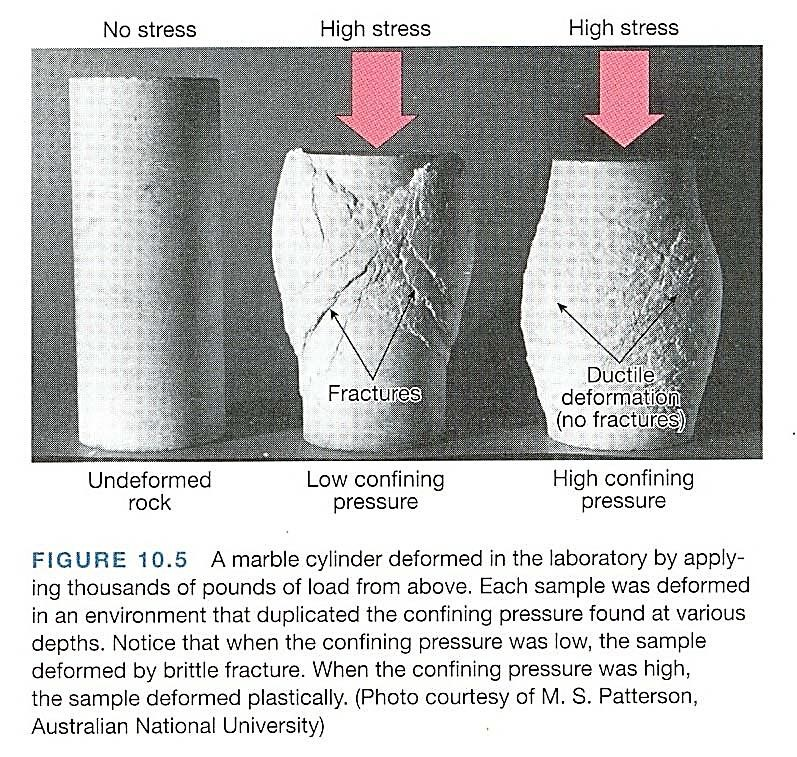 No stress
High stress
High stress
Fractures
Ductile
deformation
(no fractures)
Undeformed
rock
Low confining
pressure
High confining
pressure
FIGURE 10.5 A marble cylinder deformed in the laboratory by apply-
ing thousands of pounds of load from above. Each sample was deformed
in an environment that duplicated the confining pressure found at various
depths. Notice that when the confining pressure was low, the sample
deformed by brittle fracture. When the confining pressure was high,
the sample deformed plastically. (Photo courtesy of M. S. Patterson,
Australian National University)